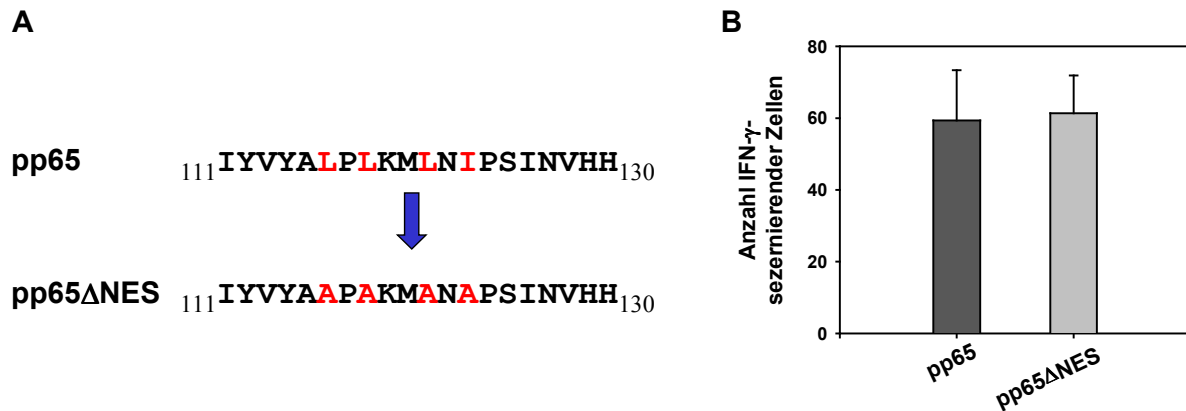 A
pp65 111IYVYALPLKMLNIPSINVHH130
pp65ΔNES 111IYVYAAPAKMANAPSINVHH130
B
Anzahl IFN-γ-
sezernierender Zellen
80
60
40
20
0
pp65
pp65ΔNES